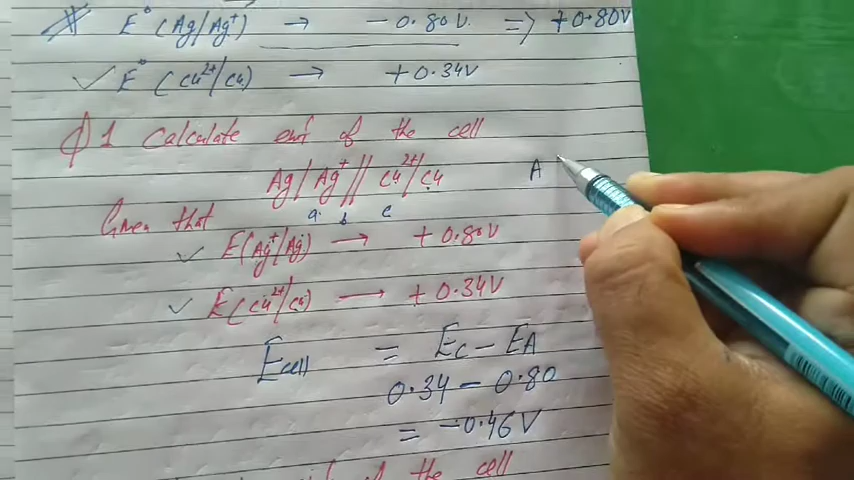 E°(Ag/Ag+) → -0.80V. => +0.80V
✓ E°(Cu2+/Cu) → +0.34V
Q1 Calculate emf of the cell
Ag/Ag+//Cu2+/Cu A
a. b c
Given that
✓ E(Ag+/Ag) → +0.80V
✓ E(Cu2+/Cu) → +0.34V
Ecell = EC - EA
0.34 - 0.80
= -0.46V
of the cell